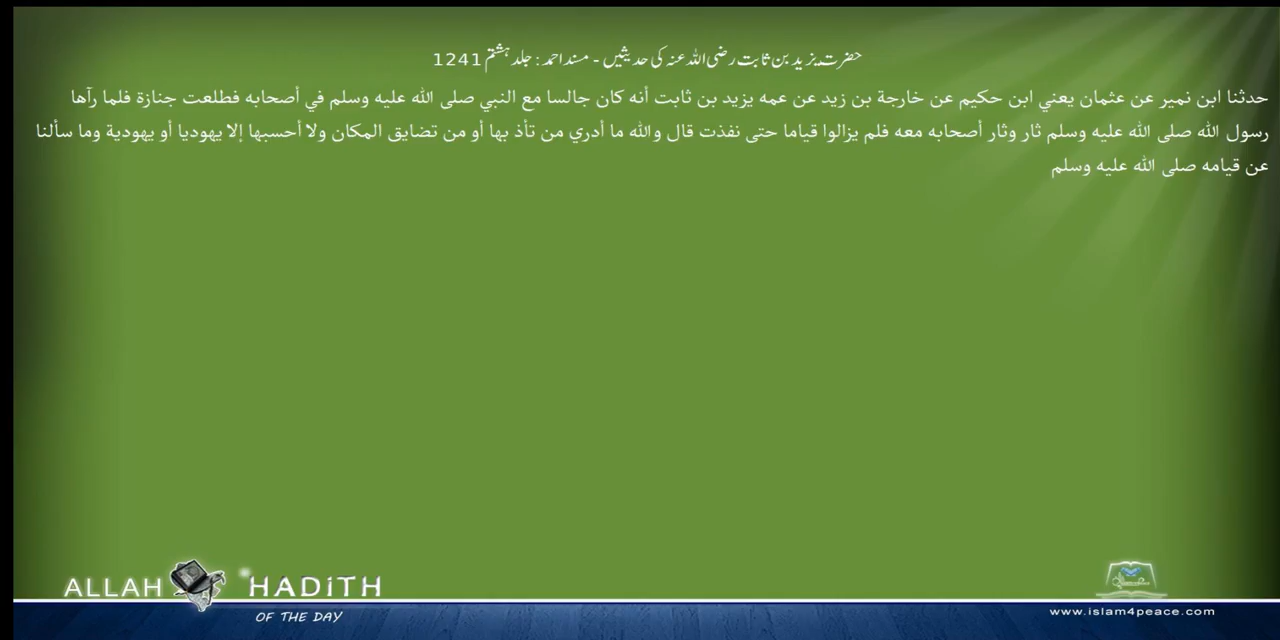 حضرت یزید بن ثابت رضی اللہ عنہ کی حدیثیں - مسند احمد : جلد ہشتم 1241
حدثنا ابن نمير عن عثمان يعني ابن حكيم عن خارجة بن زيد عن عمه يزيد بن ثابت أنه كان جالسا مع النبي صلى الله عليه وسلم في أصحابه فطلعت جنازة فلما رآها
رسول الله صلى الله عليه وسلم ثار وثار أصحابه معه فلم يزالوا قياما حتى نفذت قال والله ما أدري من تأذ بها أو من تضايق المكان ولا أحسبها إلا يهوديا أو يهودية وما سألنا
عن قيامه صلى الله عليه وسلم
ALLAH HADITH
OF THE DAY
www.islam4peace.com